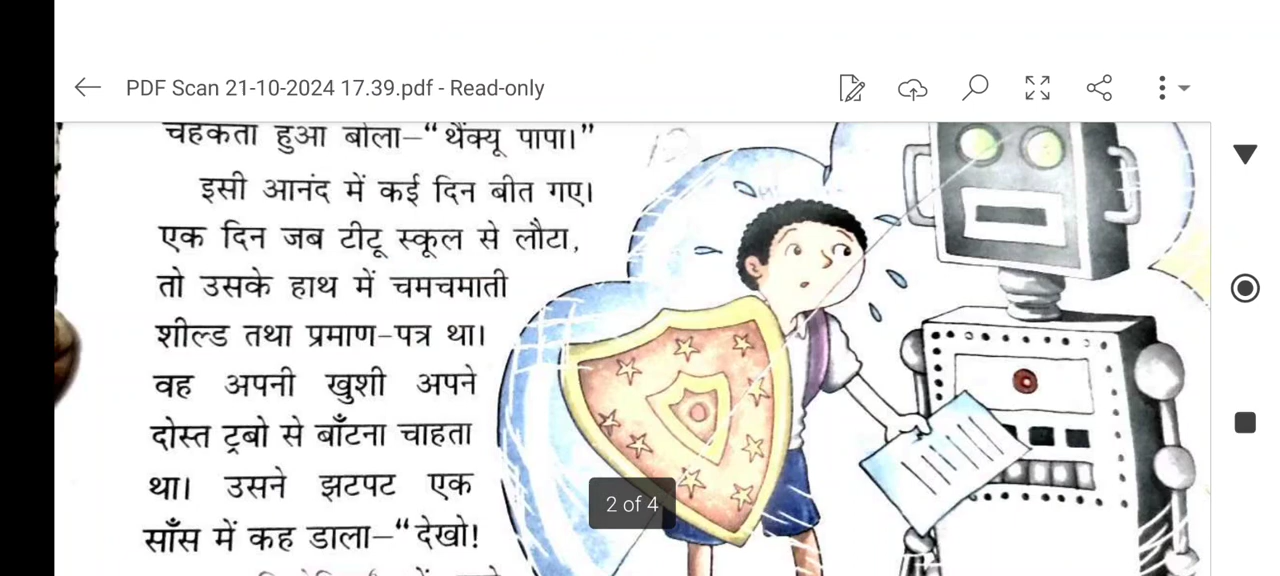 PDF Scan 21-10-2024 17.39.pdf - Read-only
चहकता हुआ बोला–“थैंक्यू पापा।”
इसी आनंद में कई दिन बीत गए।
एक दिन जब टीटू स्कूल से लौटा,
तो उसके हाथ में चमचमाती
शील्ड तथा प्रमाण-पत्र था।
वह अपनी खुशी अपने
दोस्त ट्रबो से बाँटना चाहता
था। उसने झटपट एक
साँस में कह डाला–“देखो!
2 of 4